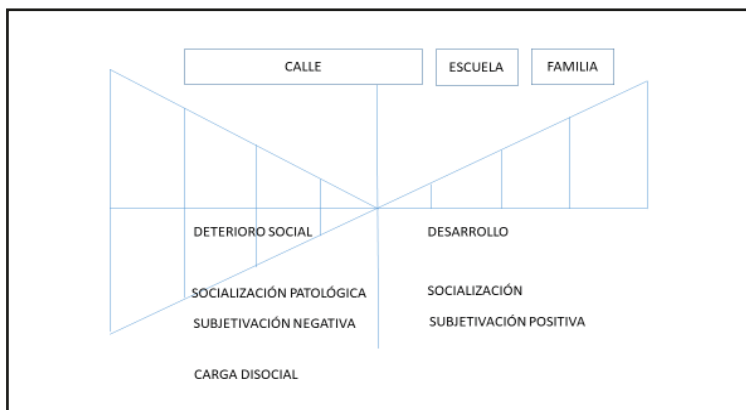 CALLE
ESCUELA
FAMILIA
DETERIORO SOCIAL
DESARROLLO
SOCIALIZACIÓN PATOLÓGICA
SOCIALIZACIÓN
SUBJETIVACIÓN NEGATIVA
SUBJETIVACIÓN POSITIVA
CARGA DISOCIAL